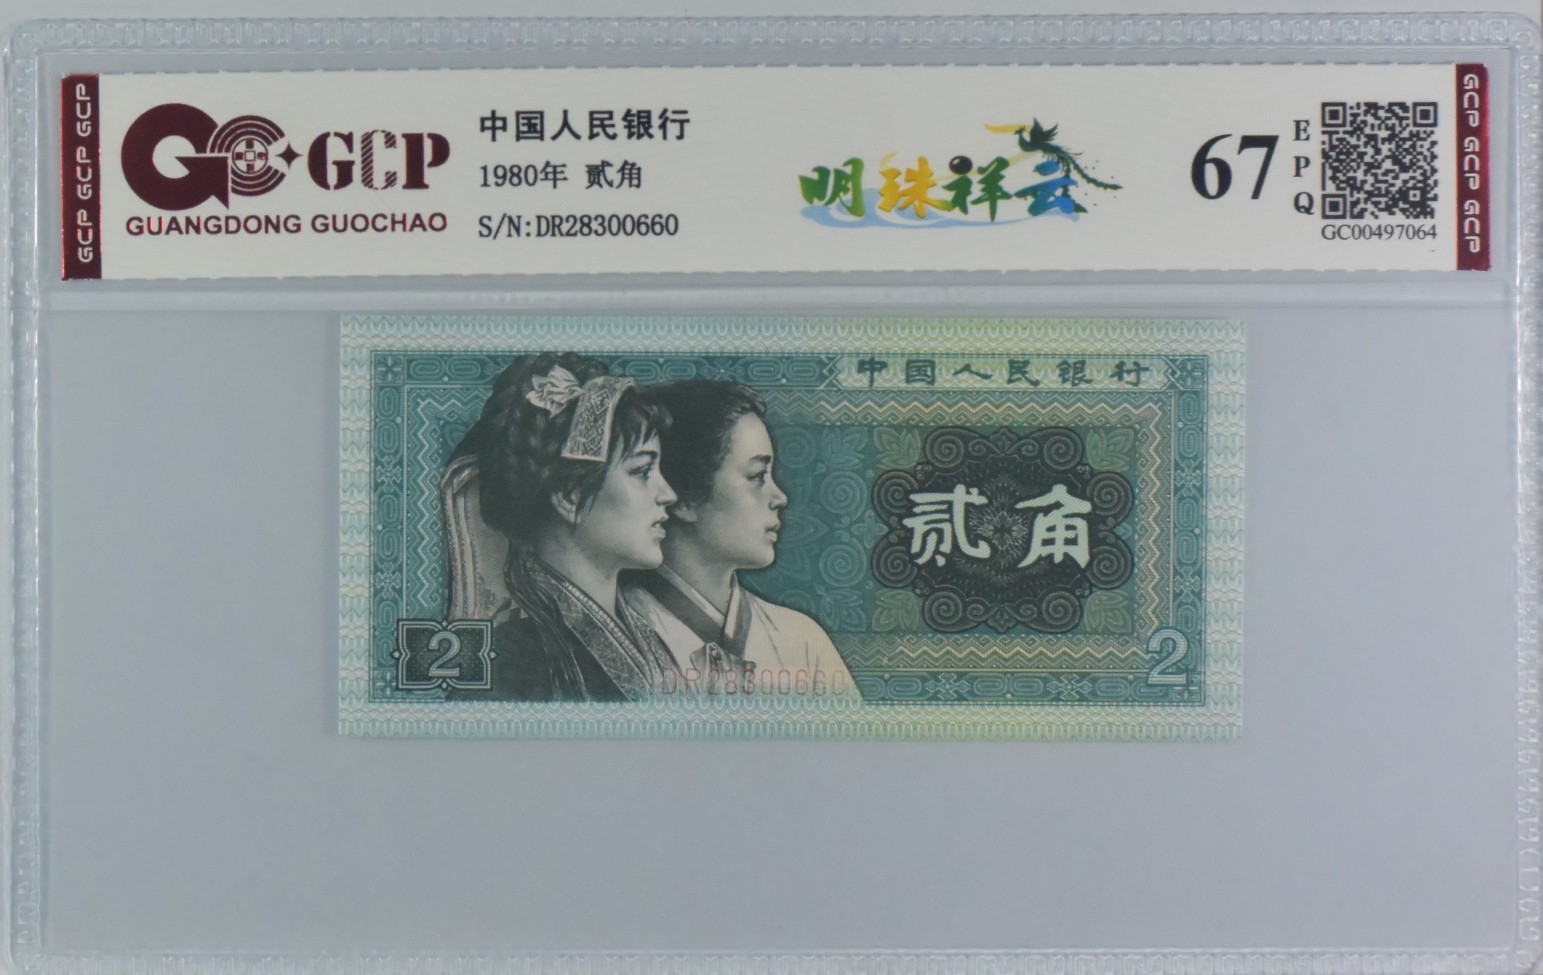 GCP GCP GCP
GCP
GUANGDONG GUOCHAO
中国人民银行
1980年 贰角
S/N:DR28300660
明珠祥云
67
EPQ
GC00497064
GCP GCP GCP
中国人民银行
贰角
2
2
DR28300660